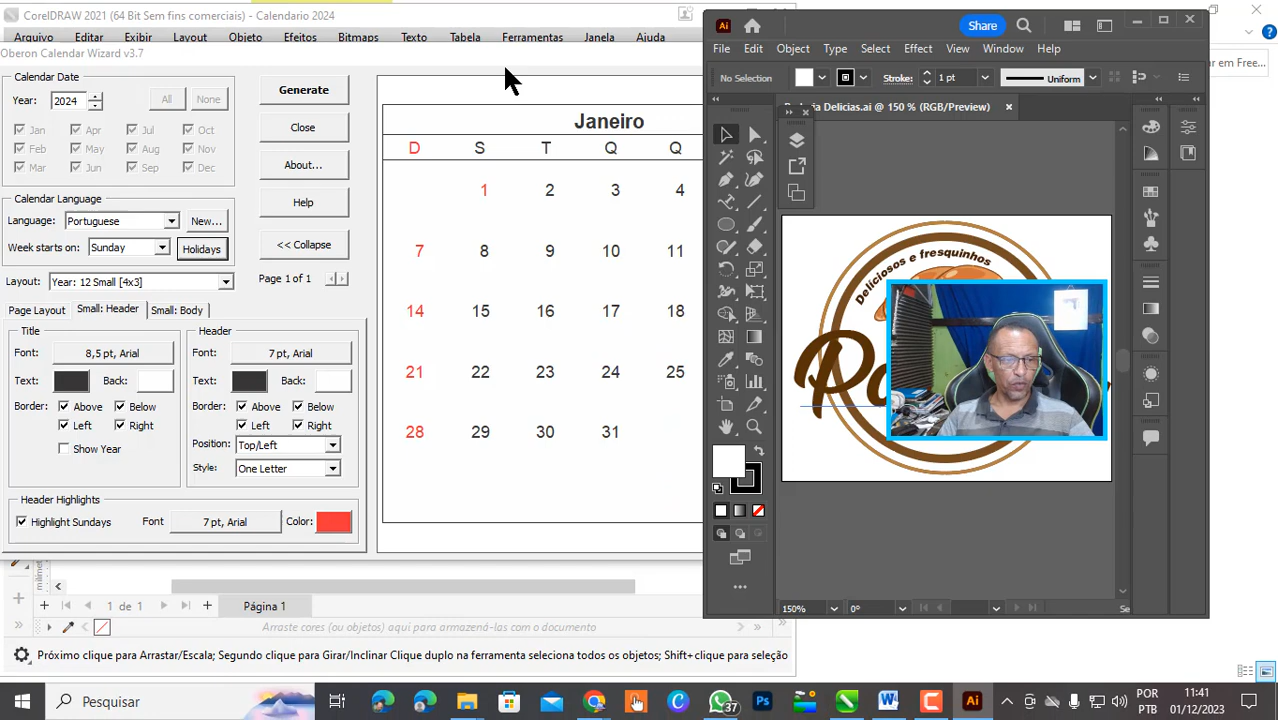 CorelDRAW 2021 (64 Bit Sem fins comerciais) - Calendario 2024
Arquivo Editar Exibir Layout Objeto Efeitos Bitmaps Texto Tabela Ferramentas Janela Ajuda
Oberon Calendar Wizard v3.7
Calendar Date
Year: 2024 All None
Jan Apr Jul Oct
Feb May Aug Nov
Mar Jun Sep Dec
Calendar Language
Language: Portuguese New...
Week starts on: Sunday Holidays
Layout: Year: 12 Small [4x3]
Page Layout Small: Header Small: Body
Title
Font: 8,5 pt, Arial
Text: Back:
Border: Above Below
Left Right
Show Year
Header
Font: 7 pt, Arial
Text: Back:
Border: Above Below
Left Right
Position: Top/Left
Style: One Letter
Header Highlights
Highlight Sundays Font 7 pt, Arial Color:
Generate
Close
About...
Help
<< Collapse
Page 1 of 1
Janeiro
D S T Q Q
1 2 3 4
7 8 9 10 11
14 15 16 17 18
21 22 23 24 25
28 29 30 31
1 de 1 Página 1
Arraste cores (ou objetos) aqui para armazená-las com o documento
Próximo clique para Arrastar/Escala; Segundo clique para Girar/Inclinar Clique duplo na ferramenta seleciona todos os objetos; Shift+clique para seleção
Ai Share
File Edit Object Type Select Effect View Window Help
No Selection Stroke: 1 pt Uniform
Delicias.ai @ 150 % (RGB/Preview)
Deliciosos e fresquinhos
150% 0° Se
ar em Free...
Pesquisar
37 Ps W Ai
POR
PTB
11:41
01/12/2023